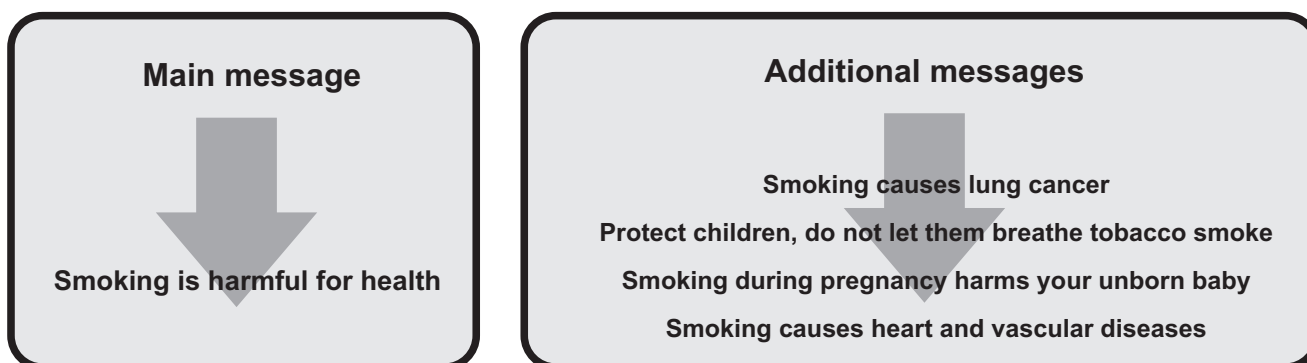 Main message
Smoking is harmful for health
Additional messages
Smoking causes lung cancer
Protect children, do not let them breathe tobacco smoke
Smoking during pregnancy harms your unborn baby
Smoking causes heart and vascular diseases